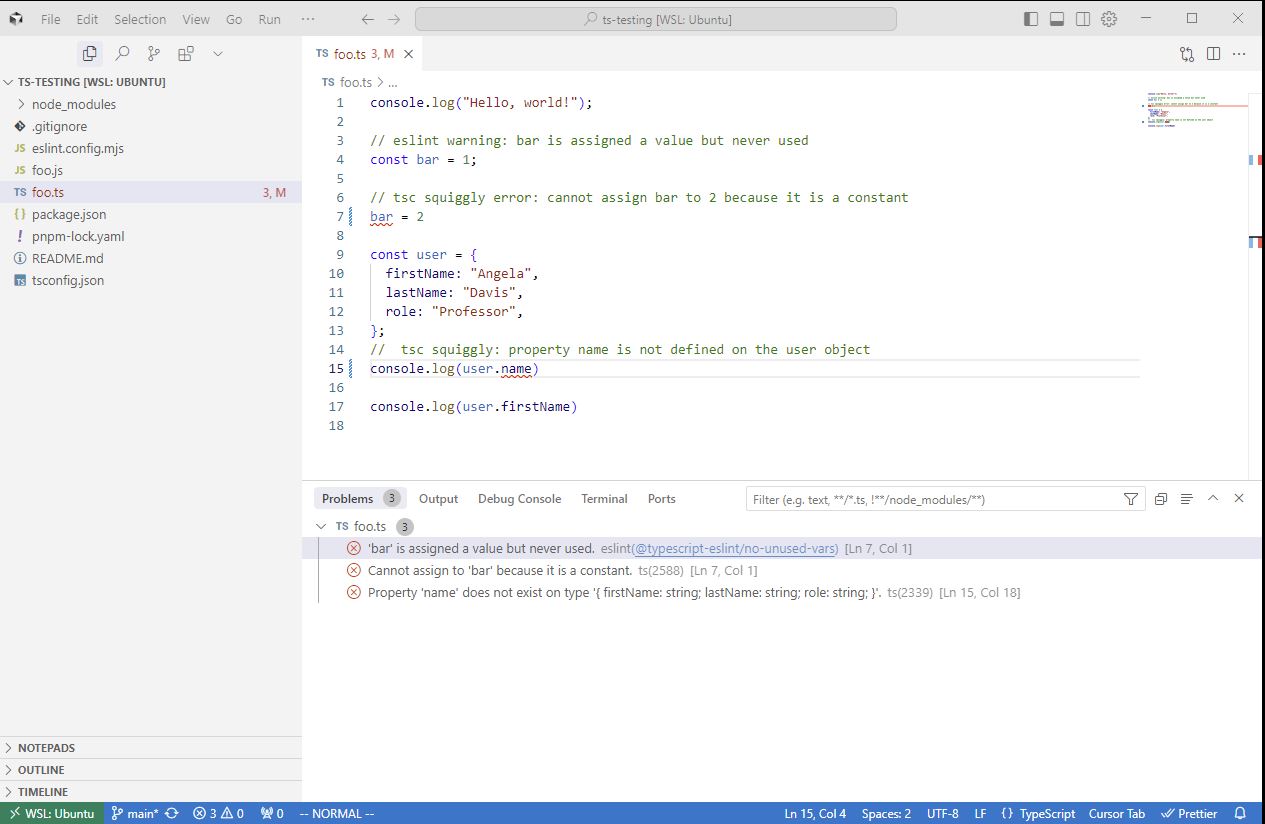 File Edit Selection View Go Run ··· ts-testing [WSL: Ubuntu]
TS-TESTING [WSL: UBUNTU]
node_modules
.gitignore
JS eslint.config.mjs
JS foo.js
TS foo.ts 3, M
{} package.json
! pnpm-lock.yaml
README.md
TS tsconfig.json
NOTEPADS
OUTLINE
TIMELINE
TS foo.ts 3, M
TS foo.ts > ...
1 console.log("Hello, world!");
2
3 // eslint warning: bar is assigned a value but never used
4 const bar = 1;
5
6 // tsc squiggly error: cannot assign bar to 2 because it is a constant
7 bar = 2
8
9 const user = {
10 firstName: "Angela",
11 lastName: "Davis",
12 role: "Professor",
13 };
14 //  tsc squiggly: property name is not defined on the user object
15 console.log(user.name)
16
17 console.log(user.firstName)
18
Problems 3 Output Debug Console Terminal Ports Filter (e.g. text, **/*.ts, !**/node_modules/**)
TS foo.ts 3
'bar' is assigned a value but never used. eslint(@typescript-eslint/no-unused-vars) [Ln 7, Col 1]
Cannot assign to 'bar' because it is a constant. ts(2588) [Ln 7, Col 1]
Property 'name' does not exist on type '{ firstName: string; lastName: string; role: string; }'. ts(2339) [Ln 15, Col 18]
WSL: Ubuntu main* 3 0 0 -- NORMAL -- Ln 15, Col 4 Spaces: 2 UTF-8 LF {} TypeScript Cursor Tab Prettier